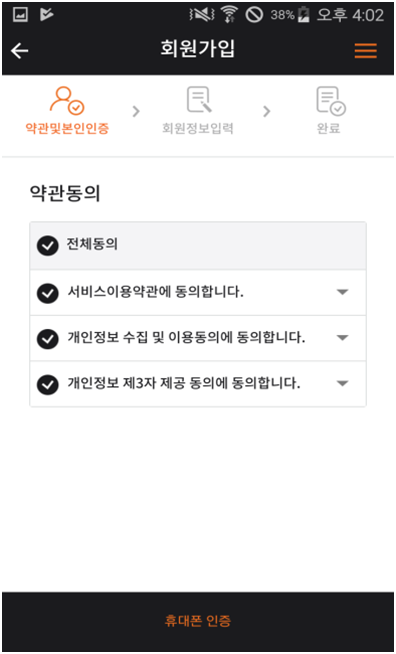 38% 오후 4:02
회원가입
약관및본인인증 회원정보입력 완료
약관동의
전체동의
서비스이용약관에 동의합니다.
개인정보 수집 및 이용동의에 동의합니다.
개인정보 제3자 제공 동의에 동의합니다.
휴대폰 인증